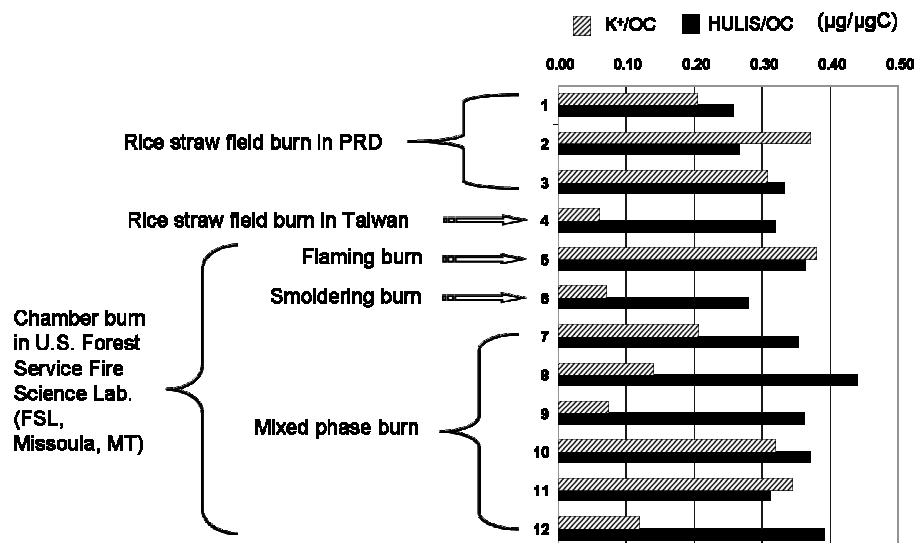 K⁺/OC HULIS/OC (µg/µgC)
0.00 0.10 0.20 0.30 0.40 0.50
1
Rice straw field burn in PRD 2
3
Rice straw field burn in Taiwan 4
Flaming burn 5
Smoldering burn 6
Chamber burn
in U.S. Forest
Service Fire
Science Lab.
(FSL,
Missoula, MT)
7
8
9
Mixed phase burn
10
11
12